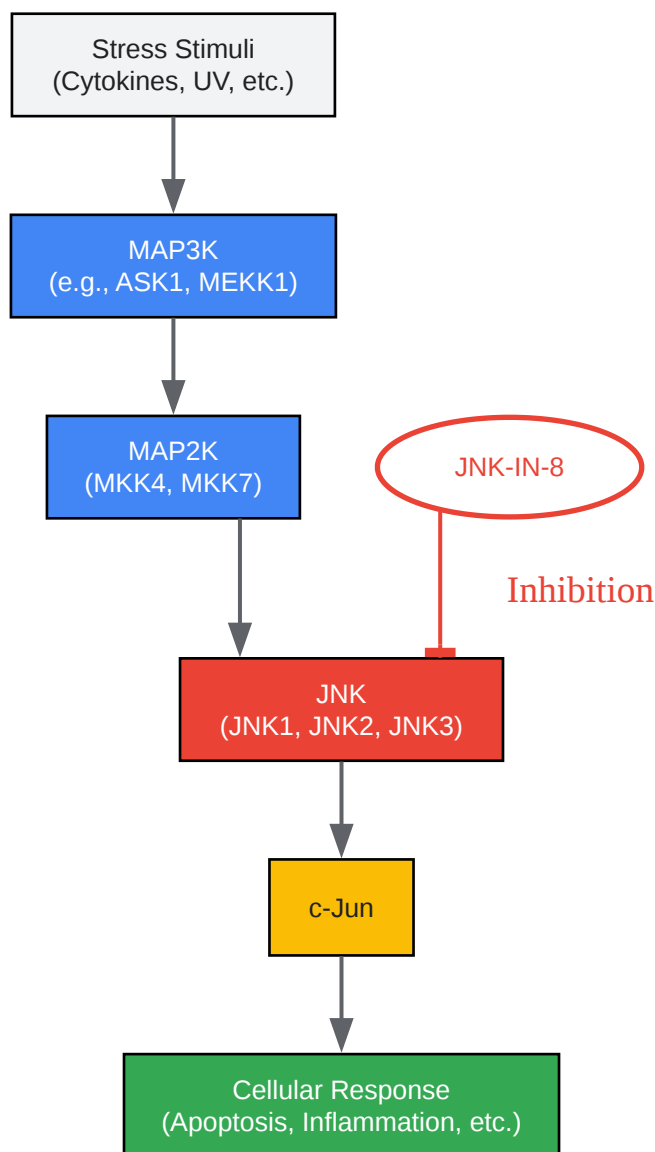 Stress Stimuli
(Cytokines, UV, etc.)
MAP3K
(e.g., ASK1, MEKK1)
MAP2K
(MKK4, MKK7)
JNK-IN-8
Inhibition
JNK
(JNK1, JNK2, JNK3)
c-Jun
Cellular Response
(Apoptosis, Inflammation, etc.)